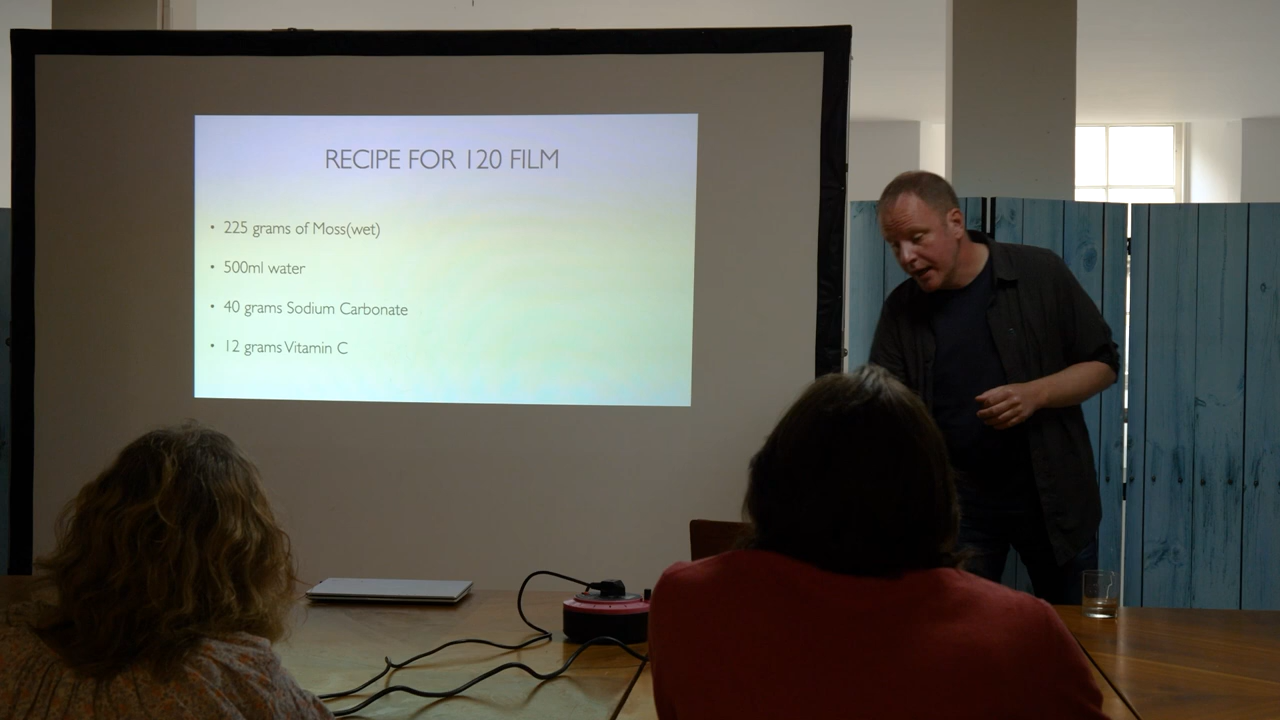 RECIPE FOR 120 FILM
• 225 grams of Moss(wet)
• 500ml water
• 40 grams Sodium Carbonate
• 12 grams Vitamin C